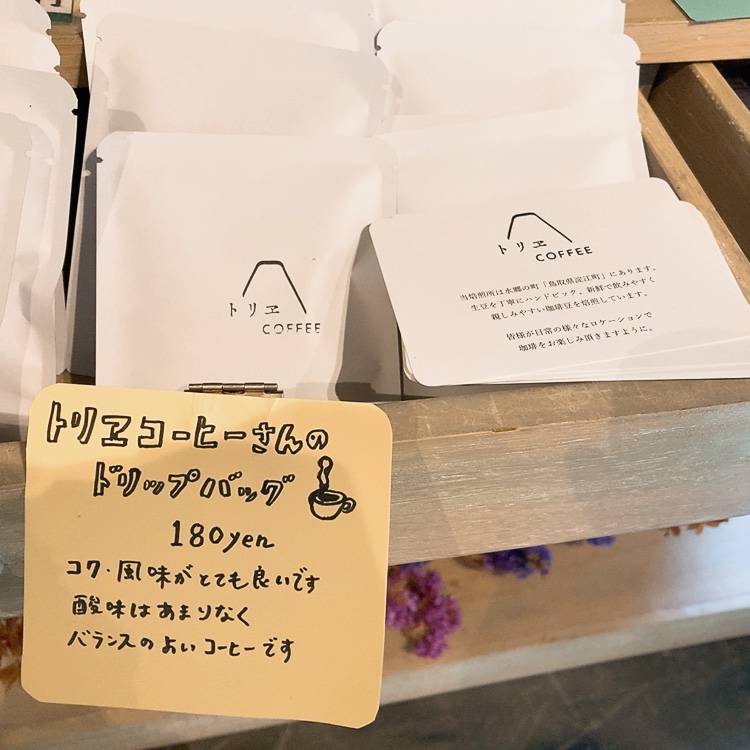 トリヱ
COFFEE
トリヱ
COFFEE
当焙煎所は水郷の町「鳥取県淀江町」にあります。
生豆を丁寧にハンドピック、新鮮で飲みやすく
親しみやすい珈琲豆を焙煎しています。
皆様が日常の様々なロケーションで
珈琲をお楽しみ頂きますように。
トリヱコーヒーさんの
ドリップバッグ
180yen
コク・風味がとても良いです
酸味はあまりなく
バランスのよいコーヒーです